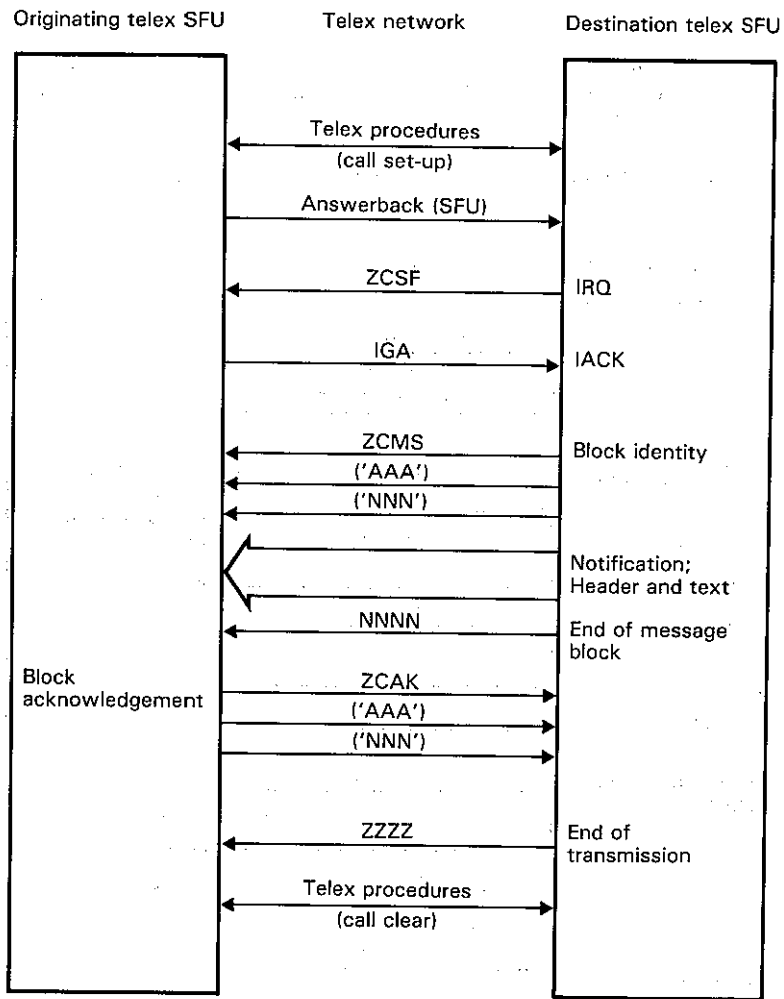 Originating telex SFU
Telex network
Destination telex SFU
Telex procedures
(call set-up)
Answerback (SFU)
ZCSF
IRQ
IGA
IACK
ZCMS
Block identity
('AAA')
('NNN')
Notification;
Header and text
NNNN
End of message
block
Block
acknowledgement
ZCAK
('AAA')
('NNN')
ZZZZ
End of
transmission
Telex procedures
(call clear)